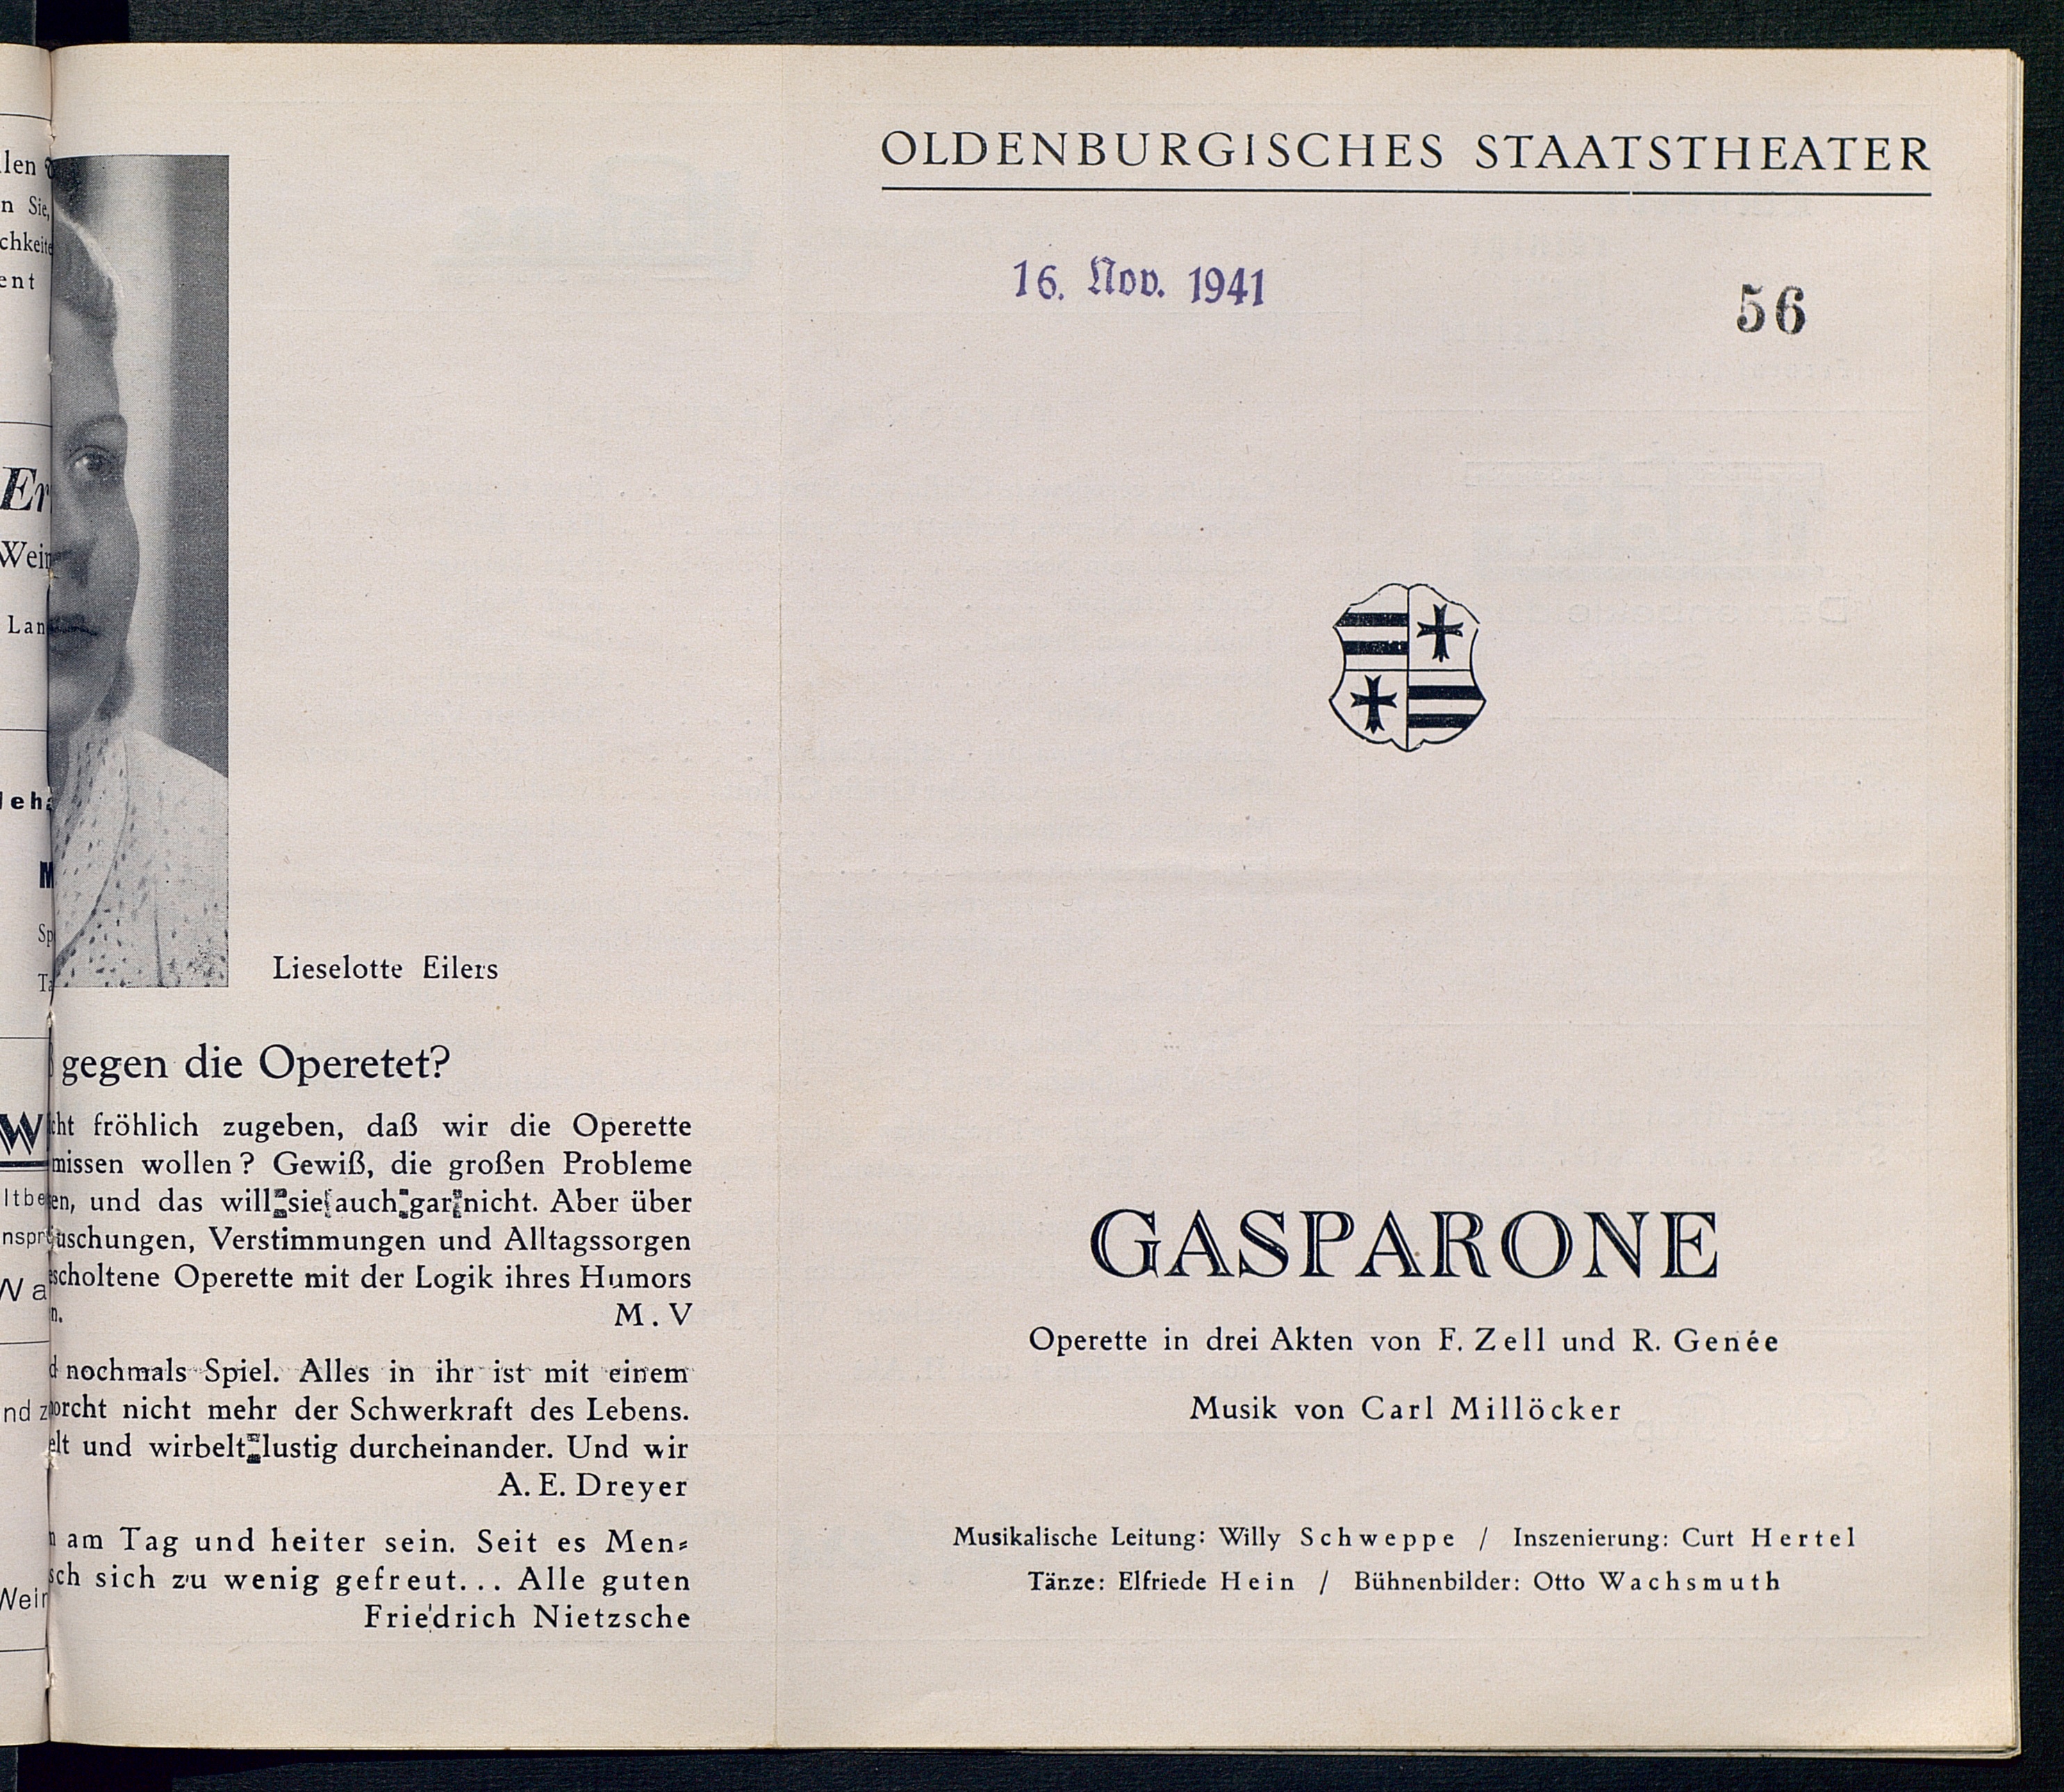 Sie,
Er
Lieselotte Eilers
gegen die Operetet?
fröhlich zugeben, daß wir die Operette
missen wollen? Gewiß, die großen Probleme
und das will sie auch gar nicht. Aber über
Verstimmungen und Alltagssorgen
Operette mit der Logik ihres Humors
M. V
nochmals Spiel. Alles in ihr ist mit einem
nicht mehr der Schwerkraft des Lebens.
und wirbelt lustig durcheinander. Und wir
A. E. Dreyer
am Tag und heiter sein. Seit es Men⸗
sich zu wenig gefreut... Alle guten
Friedrich Nietzsche
OLDENBURGISCHES STAATSTHEATER
16. Nov. 1941
56
GASPARONE
Operette in drei Akten von F. Zell und R. Genée
Musik von Carl Millöcker
Musikalische Leitung: Willy Schweppe / Inszenierung: Curt Hertel
Tänze: Elfriede Hein / Bühnenbilder: Otto Wachsmuth